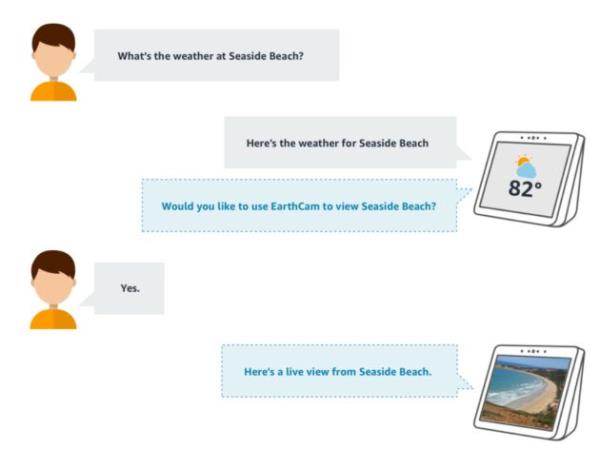 What's the weather at Seaside Beach?
Here's the weather for Seaside Beach
82°
Would you like to use EarthCam to view Seaside Beach?
Yes.
Here's a live view from Seaside Beach.